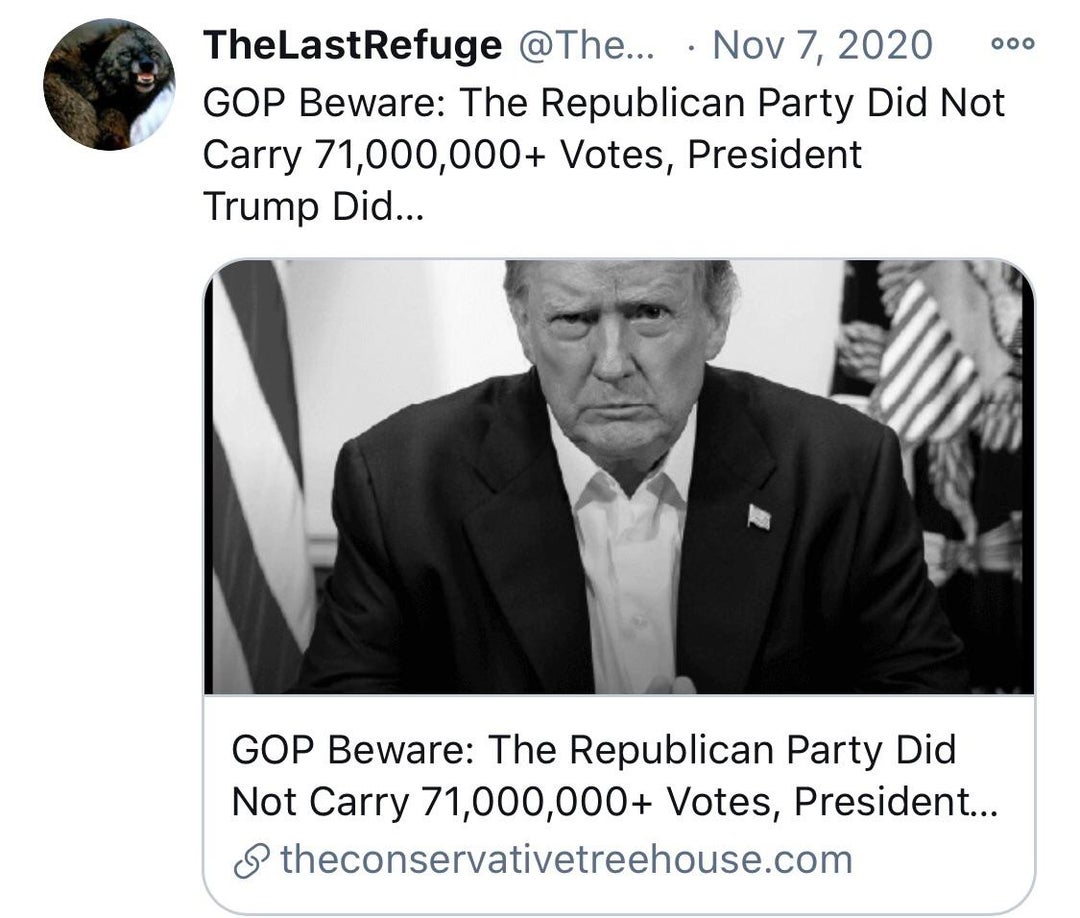 TheLastRefuge @The... · Nov 7, 2020
GOP Beware: The Republican Party Did Not
Carry 71,000,000+ Votes, President
Trump Did...
GOP Beware: The Republican Party Did
Not Carry 71,000,000+ Votes, President...
theconservativetreehouse.com